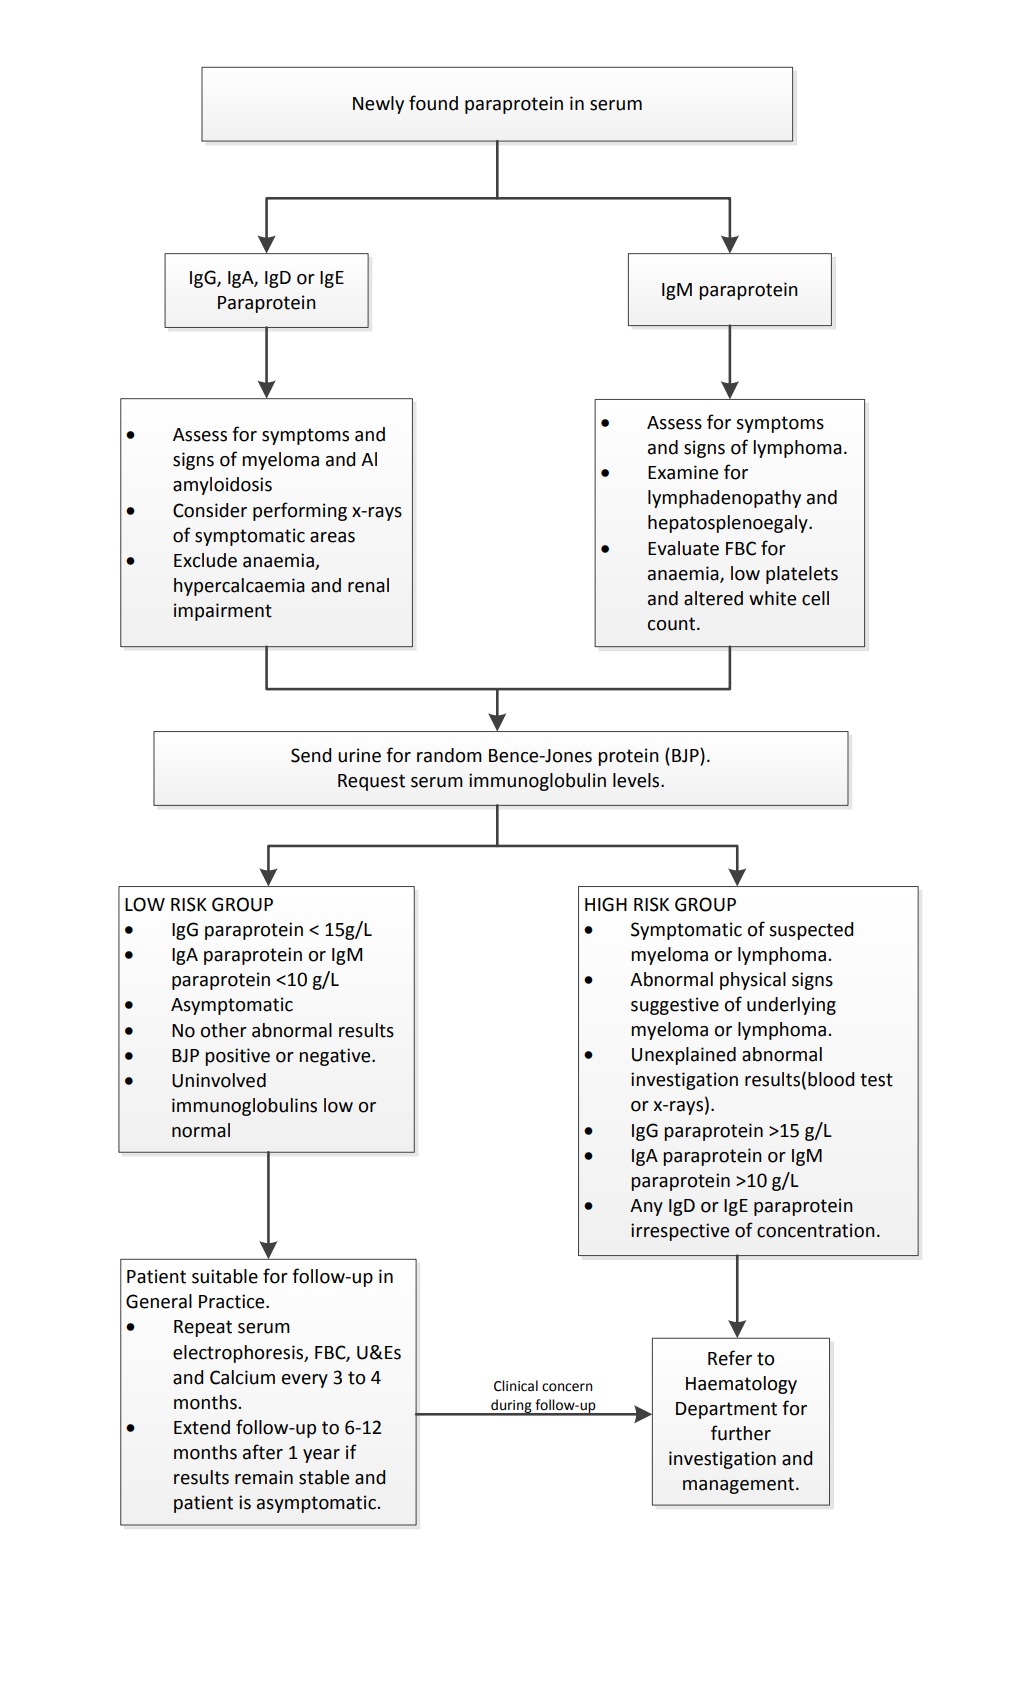 Newly found paraprotein in serum
IgG, IgA, IgD or IgE
Paraprotein
IgM paraprotein
• Assess for symptoms and
signs of myeloma and Al
amyloidosis
• Consider performing x-rays
of symptomatic areas
• Exclude anaemia,
hypercalcaemia and renal
impairment
• Assess for symptoms
and signs of lymphoma.
• Examine for
lymphadenopathy and
hepatosplenoegaly.
• Evaluate FBC for
anaemia, low platelets
and altered white cell
count.
Send urine for random Bence-Jones protein (BJP).
Request serum immunoglobulin levels.
LOW RISK GROUP
• IgG paraprotein < 15g/L
• IgA paraprotein or IgM
paraprotein <10 g/L
• Asymptomatic
• No other abnormal results
• BJP positive or negative.
• Uninvolved
immunoglobulins low or
normal
HIGH RISK GROUP
• Symptomatic of suspected
myeloma or lymphoma.
• Abnormal physical signs
suggestive of underlying
myeloma or lymphoma.
• Unexplained abnormal
investigation results(blood test
or x-rays).
• IgG paraprotein >15 g/L
• IgA paraprotein or IgM
paraprotein >10 g/L
• Any IgD or IgE paraprotein
irrespective of concentration.
Patient suitable for follow-up in
General Practice.
• Repeat serum
electrophoresis, FBC, U&Es
and Calcium every 3 to 4
months.
• Extend follow-up to 6-12
months after 1 year if
results remain stable and
patient is asymptomatic.
Clinical concern
during follow-up
Refer to
Haematology
Department for
further
investigation and
management.